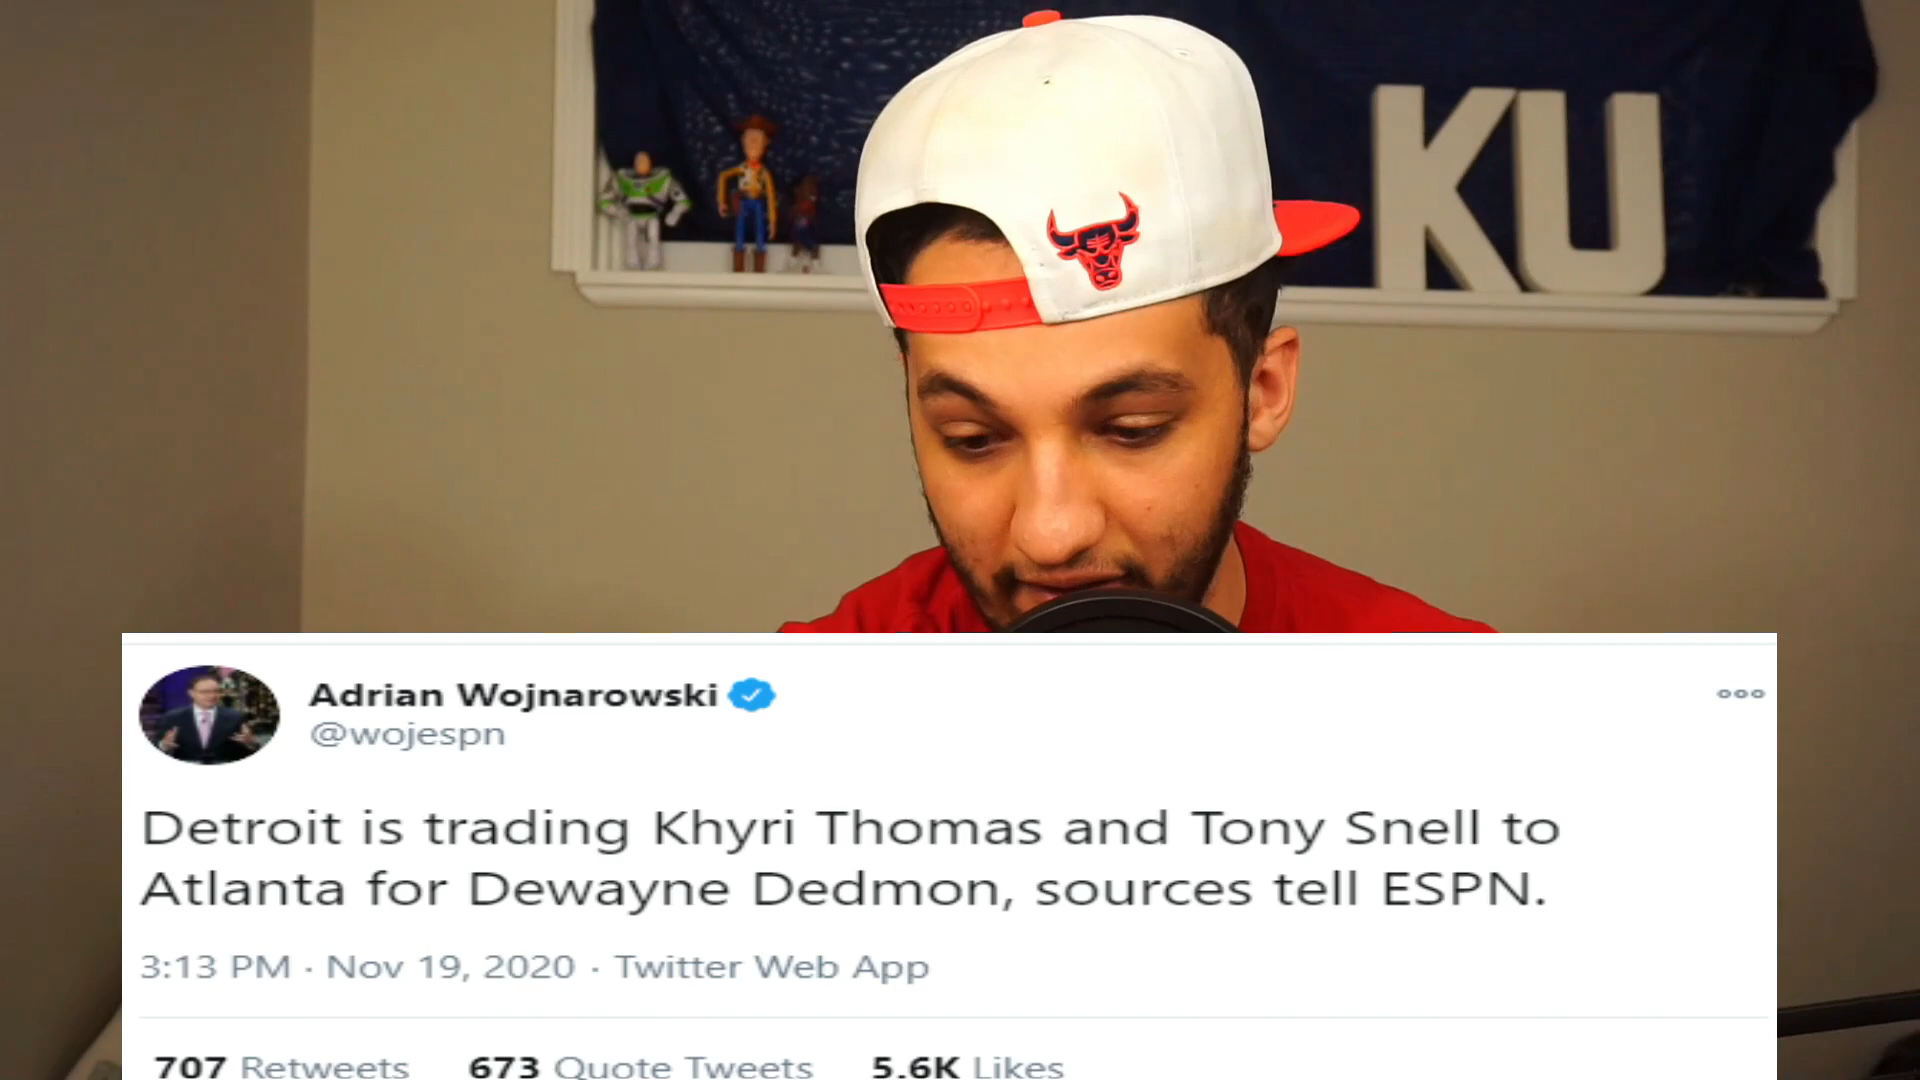 KU
Adrian Wojnarowski
@wojespn
Detroit is trading Khyri Thomas and Tony Snell to
Atlanta for Dewayne Dedmon, sources tell ESPN.
3:13 PM · Nov 19, 2020 · Twitter Web App
707 Retweets 673 Quote Tweets 5.6K Likes